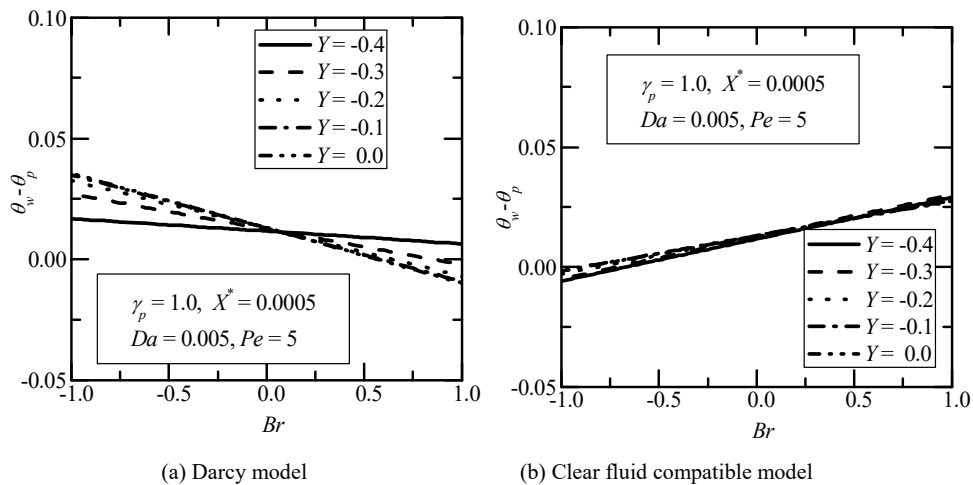 0.10
0.05
0.00
-0.05
θw-θp
Y = -0.4
Y = -0.3
Y = -0.2
Y = -0.1
Y = 0.0
γp = 1.0, X* = 0.0005
Da = 0.005, Pe = 5
-1.0 -0.5 0.0 0.5 1.0
Br
(a) Darcy model
0.10
0.05
0.00
-0.05
θw-θp
γp = 1.0, X* = 0.0005
Da = 0.005, Pe = 5
Y = -0.4
Y = -0.3
Y = -0.2
Y = -0.1
Y = 0.0
-1.0 -0.5 0.0 0.5 1.0
Br
(b) Clear fluid compatible model